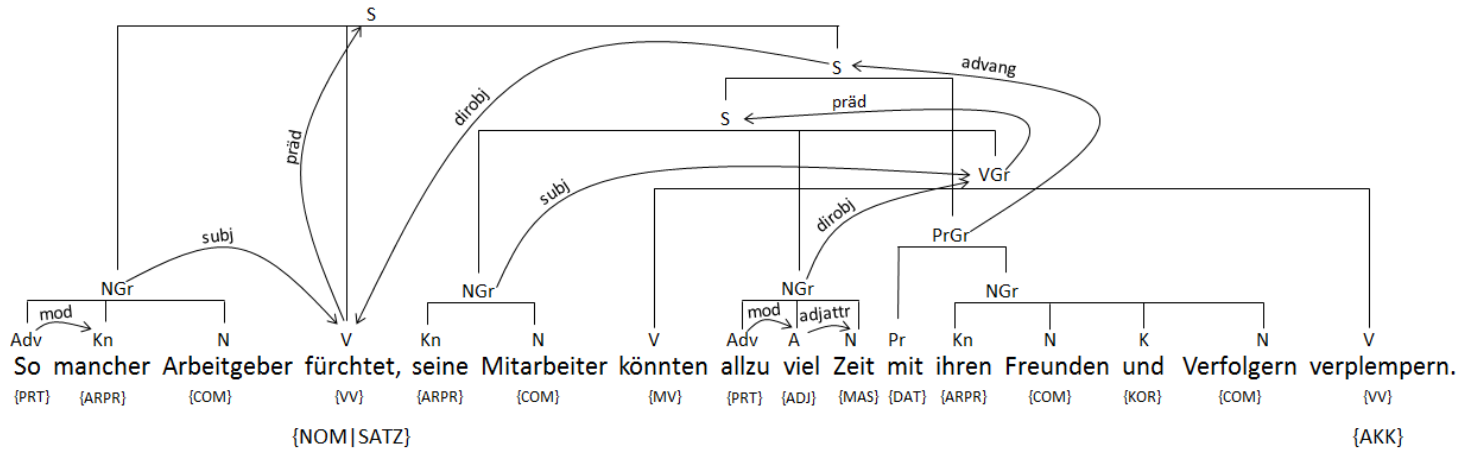 S
S
advang
dirobj
präd
S
präd
VGr
subj
dirobj
subj
PrGr
NGr NGr NGr NGr
mod mod adjattr
Adv Kn N V Kn N V Adv A N Pr Kn N K N V
So mancher Arbeitgeber fürchtet, seine Mitarbeiter könnten allzu viel Zeit mit ihren Freunden und Verfolgern verplempern.
{PRT} {ARPR} {COM} {VV} {ARPR} {COM} {MV} {PRT} {ADJ} {MAS} {DAT} {ARPR} {COM} {KOR} {COM} {VV}
{NOM|SATZ} {AKK}